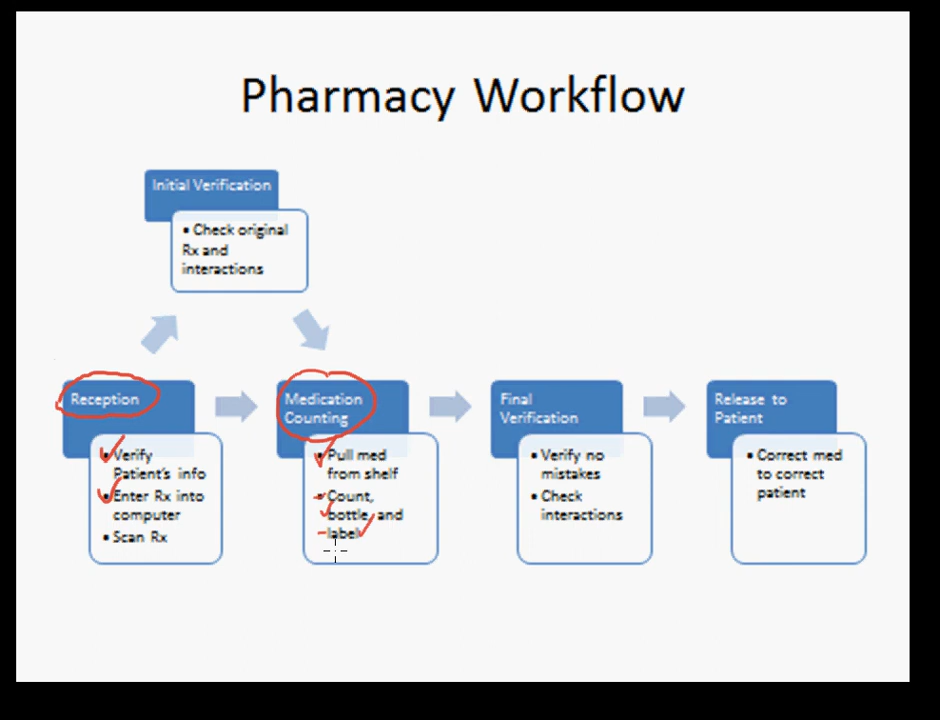 Pharmacy Workflow
Initial Verification
• Check original
Rx and
interactions
Reception
• Verify
Patient's info
• Enter Rx into
computer
• Scan Rx
Medication
Counting
• Pull med
from shelf
• Count,
bottle, and
label
Final
Verification
• Verify no
mistakes
• Check
interactions
Release to
Patient
• Correct med
to correct
patient